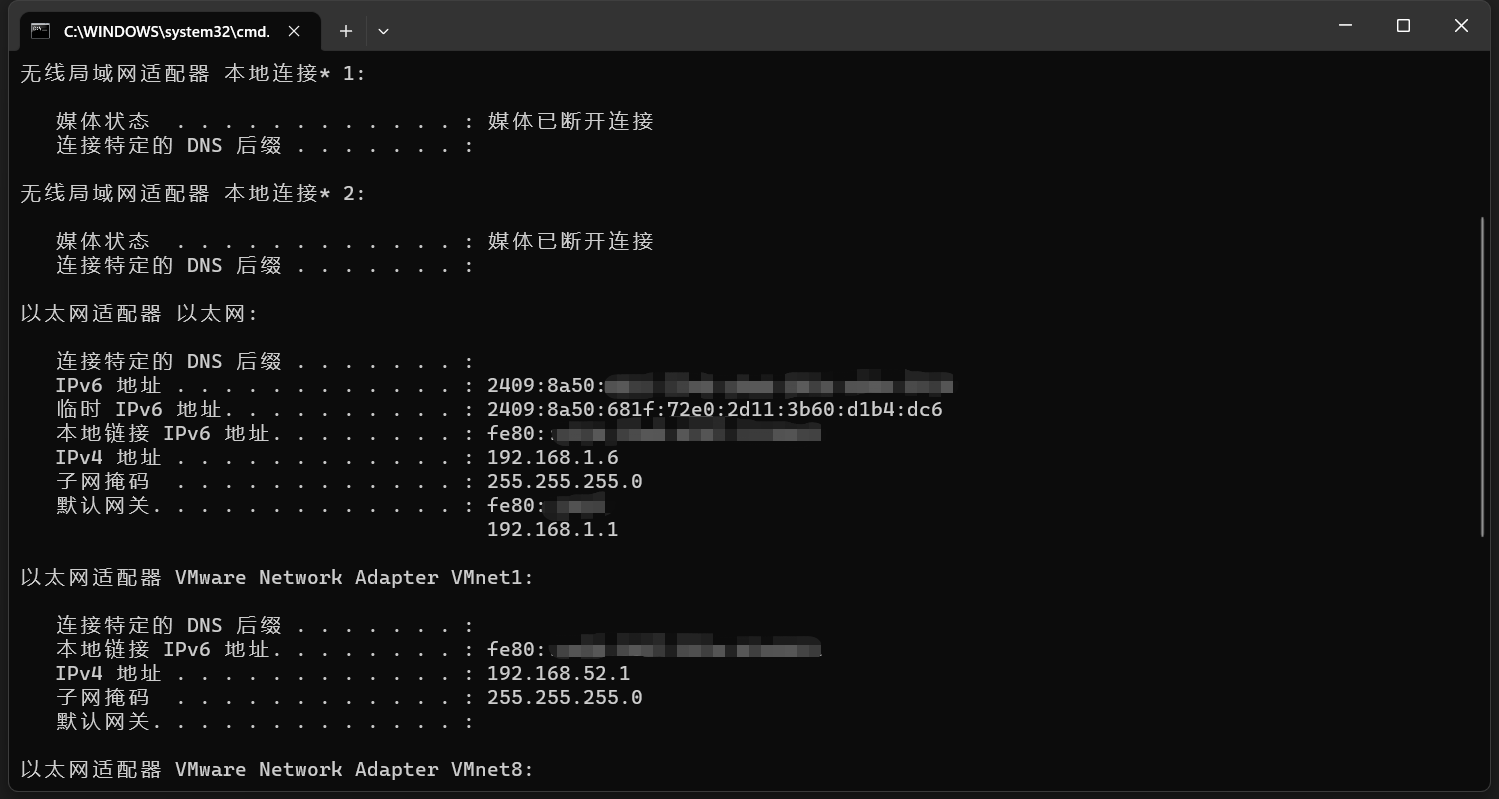 C:\WINDOWS\system32\cmd.
无线局域网适配器 本地连接* 1:
媒体状态  . . . . . . . . . . . . : 媒体已断开连接
连接特定的 DNS 后缀 . . . . . . . :
无线局域网适配器 本地连接* 2:
媒体状态  . . . . . . . . . . . . : 媒体已断开连接
连接特定的 DNS 后缀 . . . . . . . :
以太网适配器 以太网:
连接特定的 DNS 后缀 . . . . . . . :
IPv6 地址 . . . . . . . . . . . . : 2409:8a50:
临时 IPv6 地址. . . . . . . . . . : 2409:8a50:681f:72e0:2d11:3b60:d1b4:dc6
本地链接 IPv6 地址. . . . . . . . : fe80:
IPv4 地址 . . . . . . . . . . . . : 192.168.1.6
子网掩码  . . . . . . . . . . . . : 255.255.255.0
默认网关. . . . . . . . . . . . . : fe80:
192.168.1.1
以太网适配器 VMware Network Adapter VMnet1:
连接特定的 DNS 后缀 . . . . . . . :
本地链接 IPv6 地址. . . . . . . . : fe80:
IPv4 地址 . . . . . . . . . . . . : 192.168.52.1
子网掩码  . . . . . . . . . . . . : 255.255.255.0
默认网关. . . . . . . . . . . . . :
以太网适配器 VMware Network Adapter VMnet8: